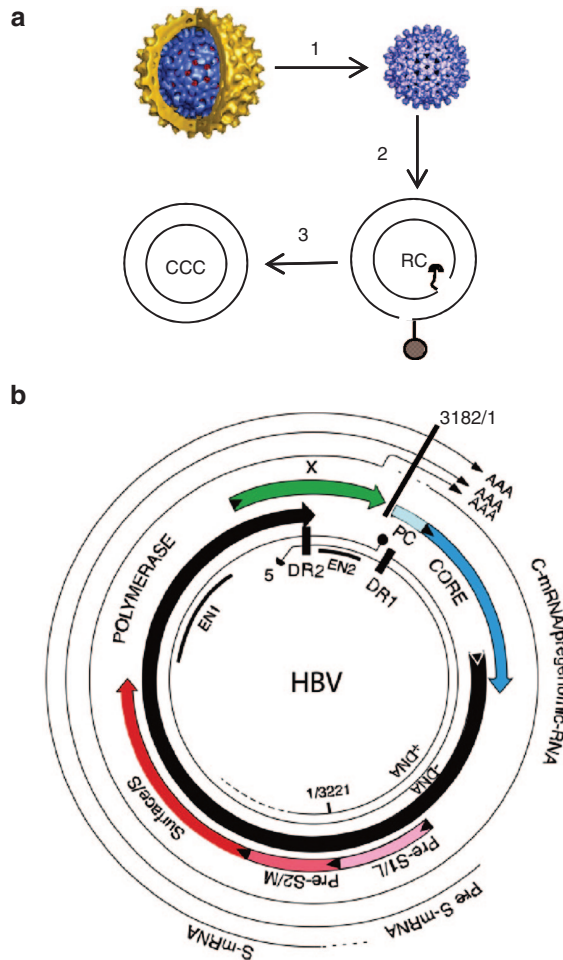 a
1
2
3
CCC
RC
b
3182/1
AAA
AAA
AAA
X
PC
POLYMERASE
5
DR2
EN2
DR1
CORE
EN1
C-mRNA/pregenomic-RNA
HBV
+DNA
-DNA
1/3221
Surface/S
Pre-S2/M
Pre-S1/L
Pre S-mRNA
S-mRNA